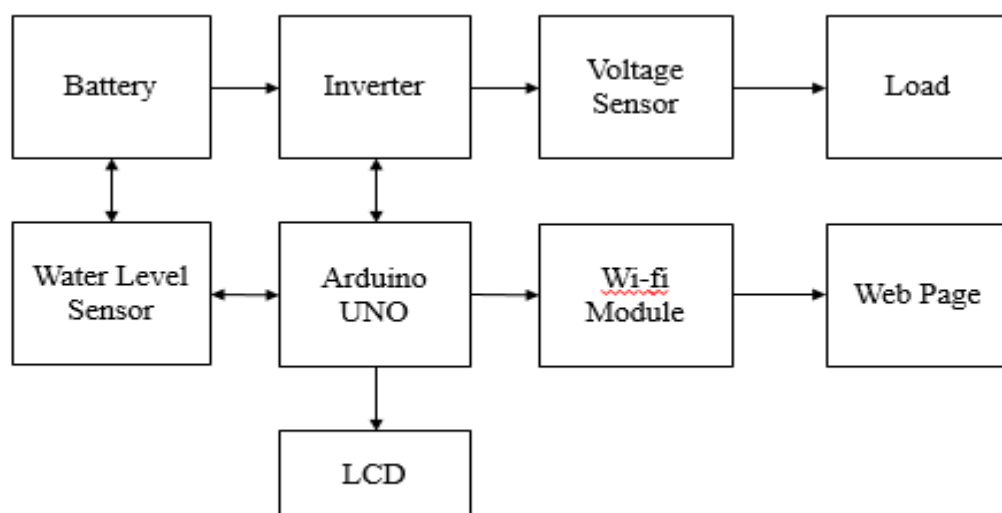 Battery
Inverter
Voltage
Sensor
Load
Water Level
Sensor
Arduino
UNO
Wi-fi
Module
Web Page
LCD